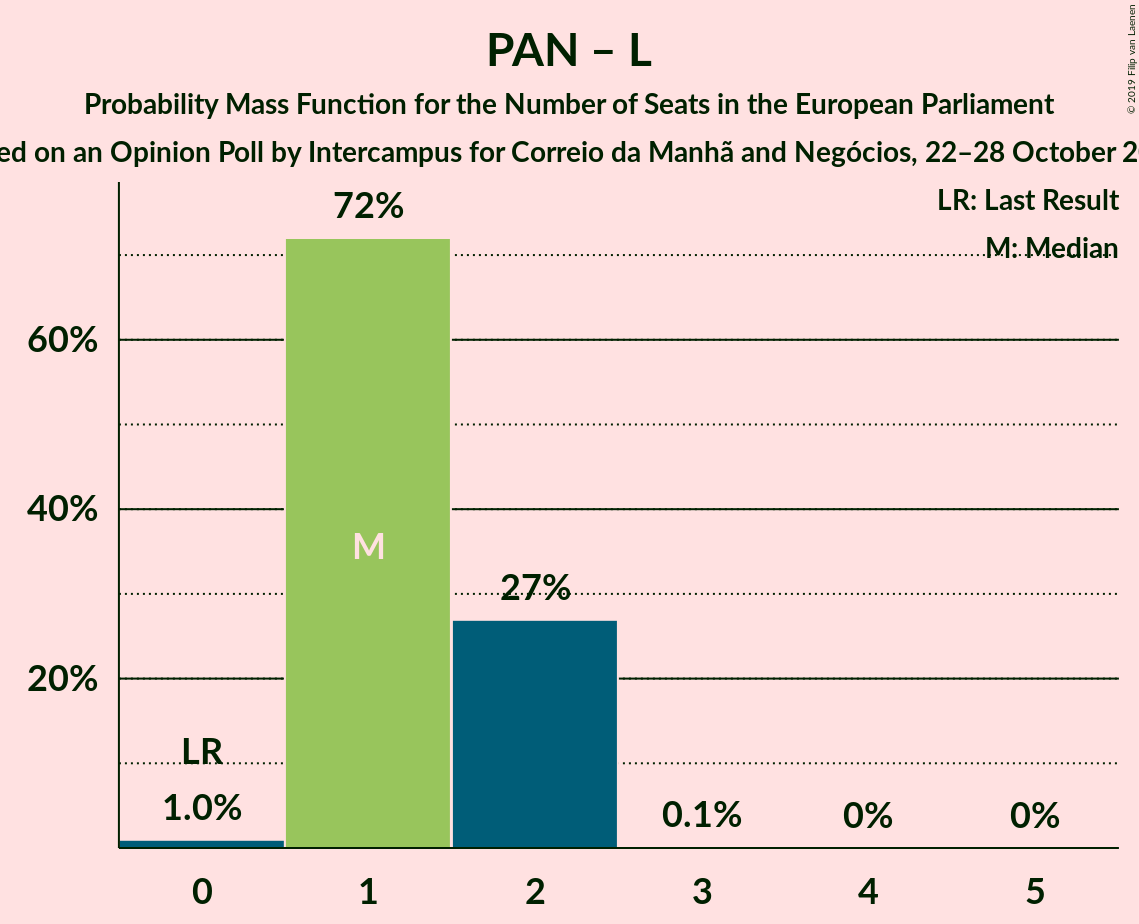 PAN – L
Probability Mass Function for the Number of Seats in the European Parliament
ed on an Opinion Poll by Intercampus for Correio da Manhã and Negócios, 22–28 October 2
© 2019 Filip van Laenen
LR: Last Result
M: Median
72%
60%
40%
M
27%
20%
LR
1.0%
0.1%
0%
0%
0
1
2
3
4
5